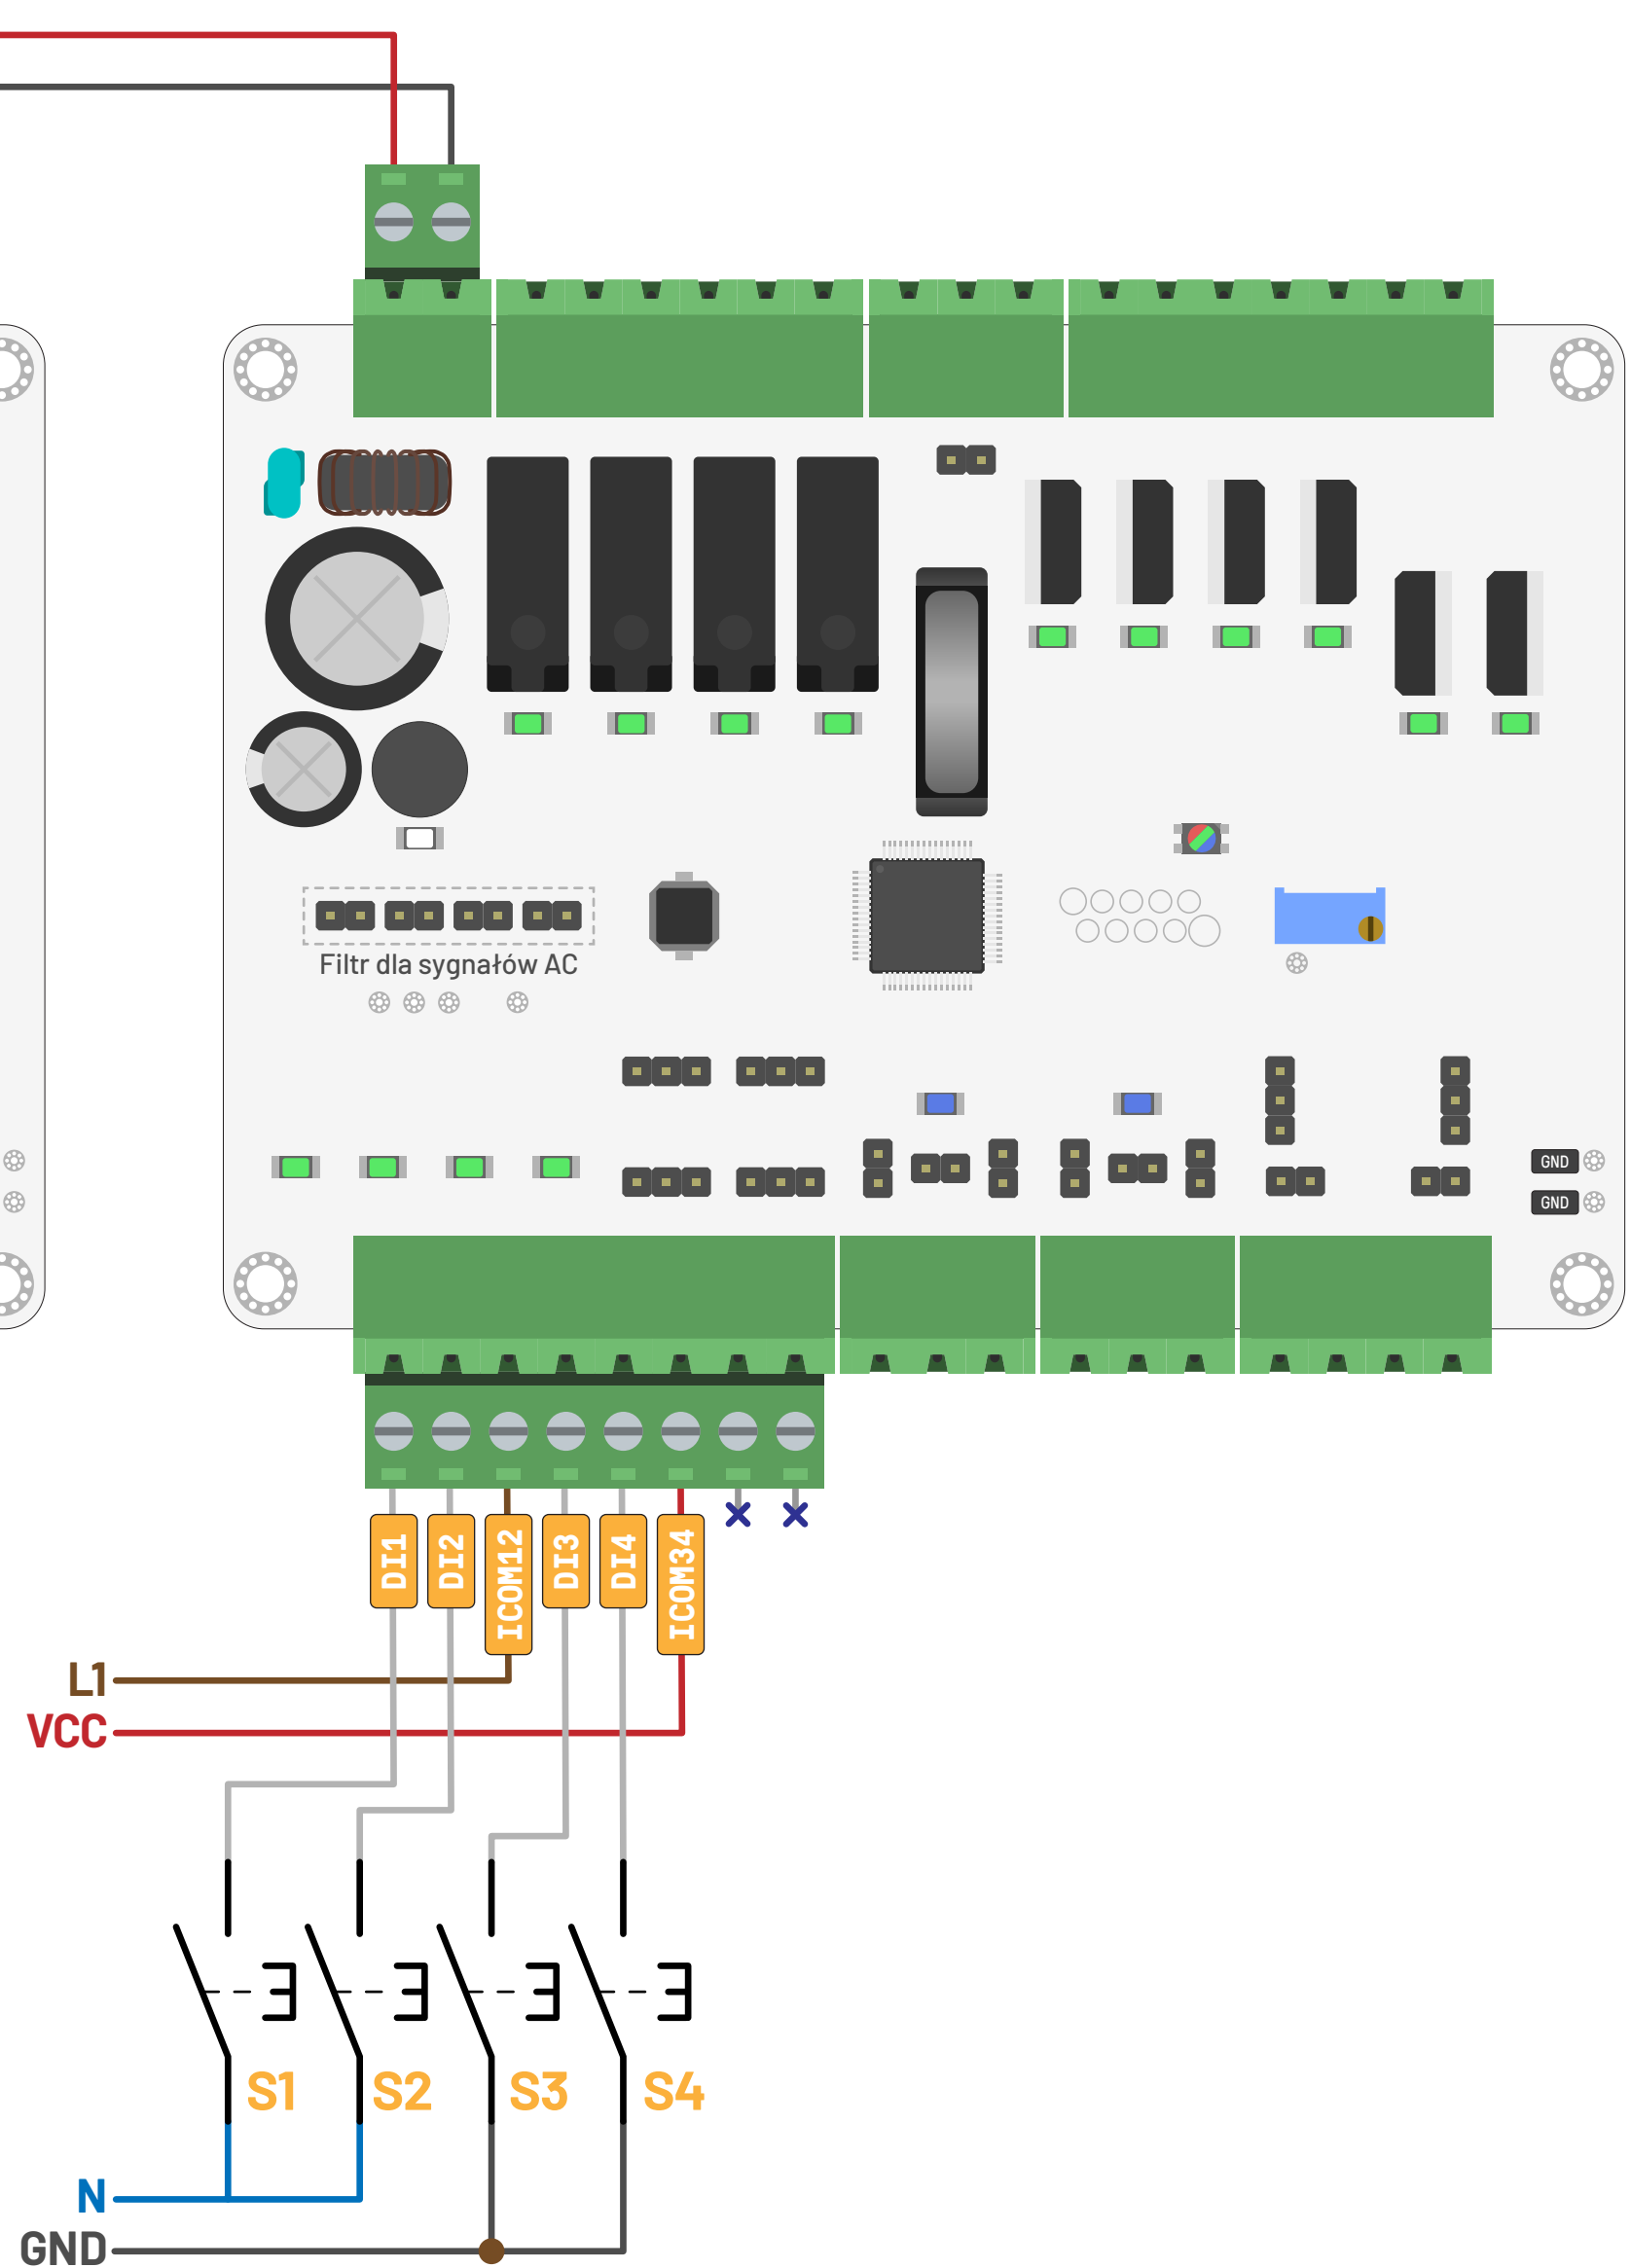 Filtr dla sygnałów AC
GND
GND
DI1
DI2
ICOM12
DI3
DI4
ICOM34
L1
VCC
S1
S2
S3
S4
N
GND